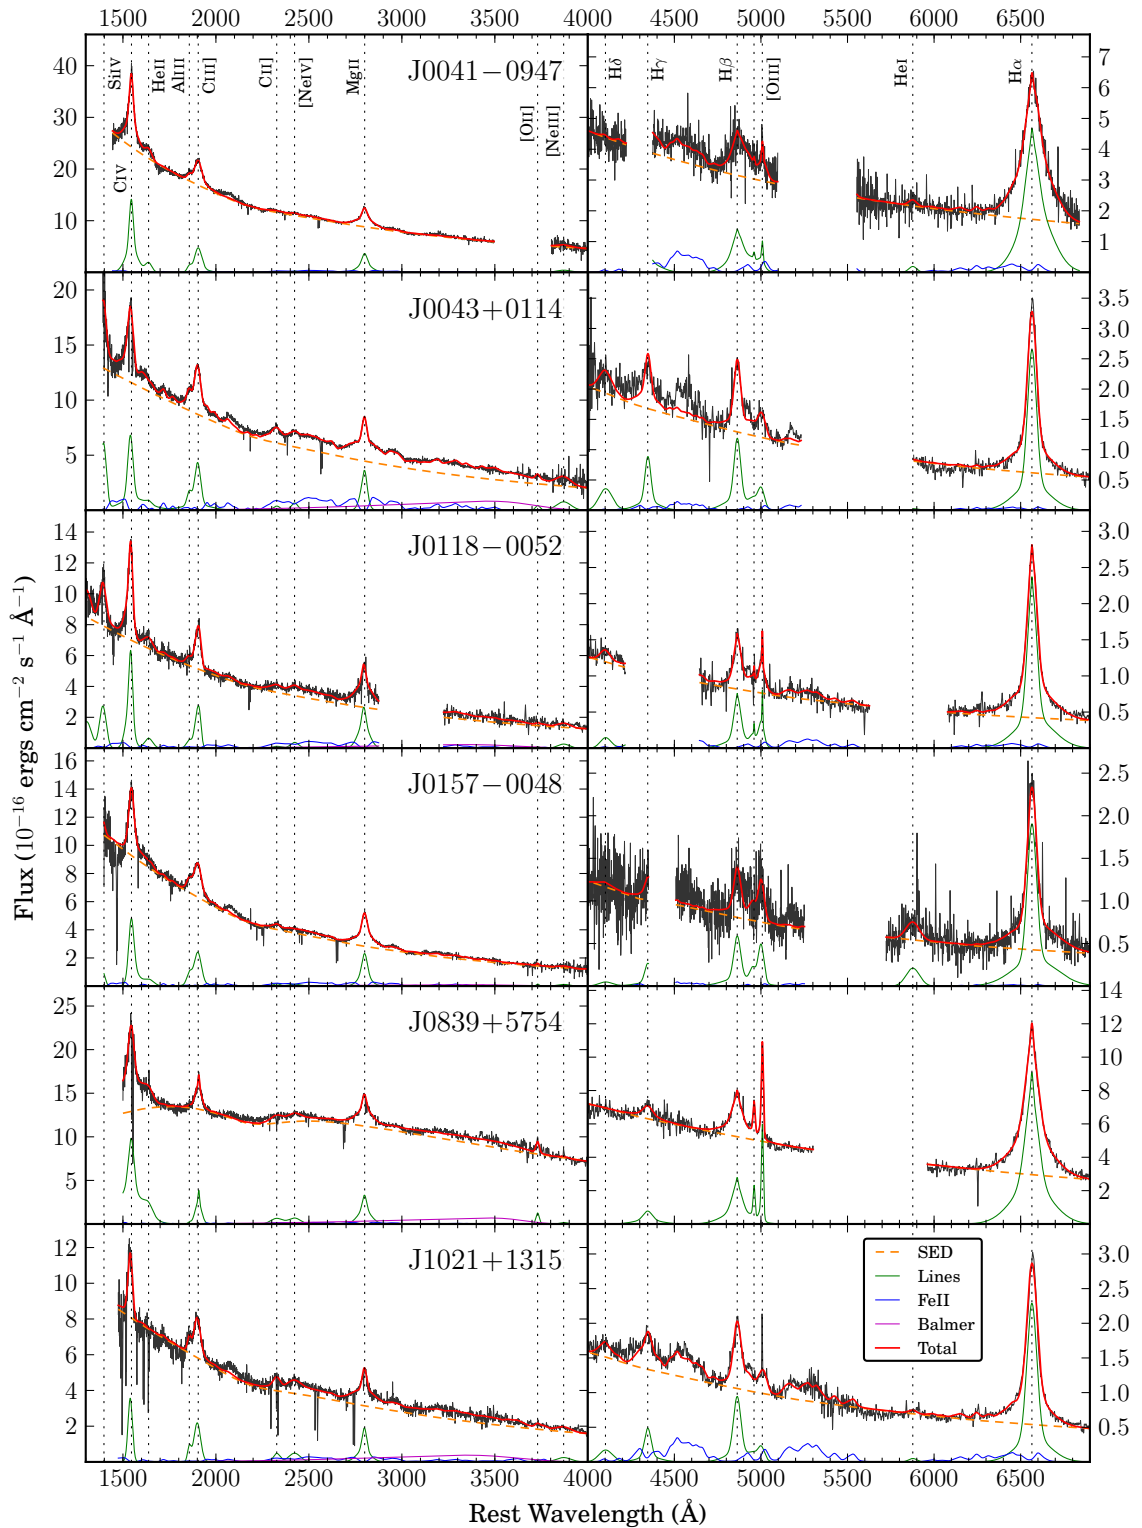 1500 2000 2500 3000 3500 4000 4500 5000 5500 6000 6500
SiIV
CIV
HeII
AlIII
CIII]
CII]
[NeIV]
MgII
[OII]
[NeIII]
Hδ
Hγ
Hβ
[OIII]
HeI
Hα
J0041−0947
40
30
20
10
7
6
5
4
3
2
1
J0043+0114
20
15
10
5
3.5
3.0
2.5
2.0
1.5
1.0
0.5
J0118−0052
14
12
10
8
6
4
2
3.0
2.5
2.0
1.5
1.0
0.5
J0157−0048
16
14
12
10
8
6
4
2
2.5
2.0
1.5
1.0
0.5
J0839+5754
25
20
15
10
5
14
12
10
8
6
4
2
J1021+1315
12
10
8
6
4
2
3.0
2.5
2.0
1.5
1.0
0.5
SED
Lines
FeII
Balmer
Total
1500 2000 2500 3000 3500 4000 4500 5000 5500 6000 6500
Rest Wavelength (Å)
Flux (10⁻¹⁶ ergs cm⁻² s⁻¹ Å⁻¹)